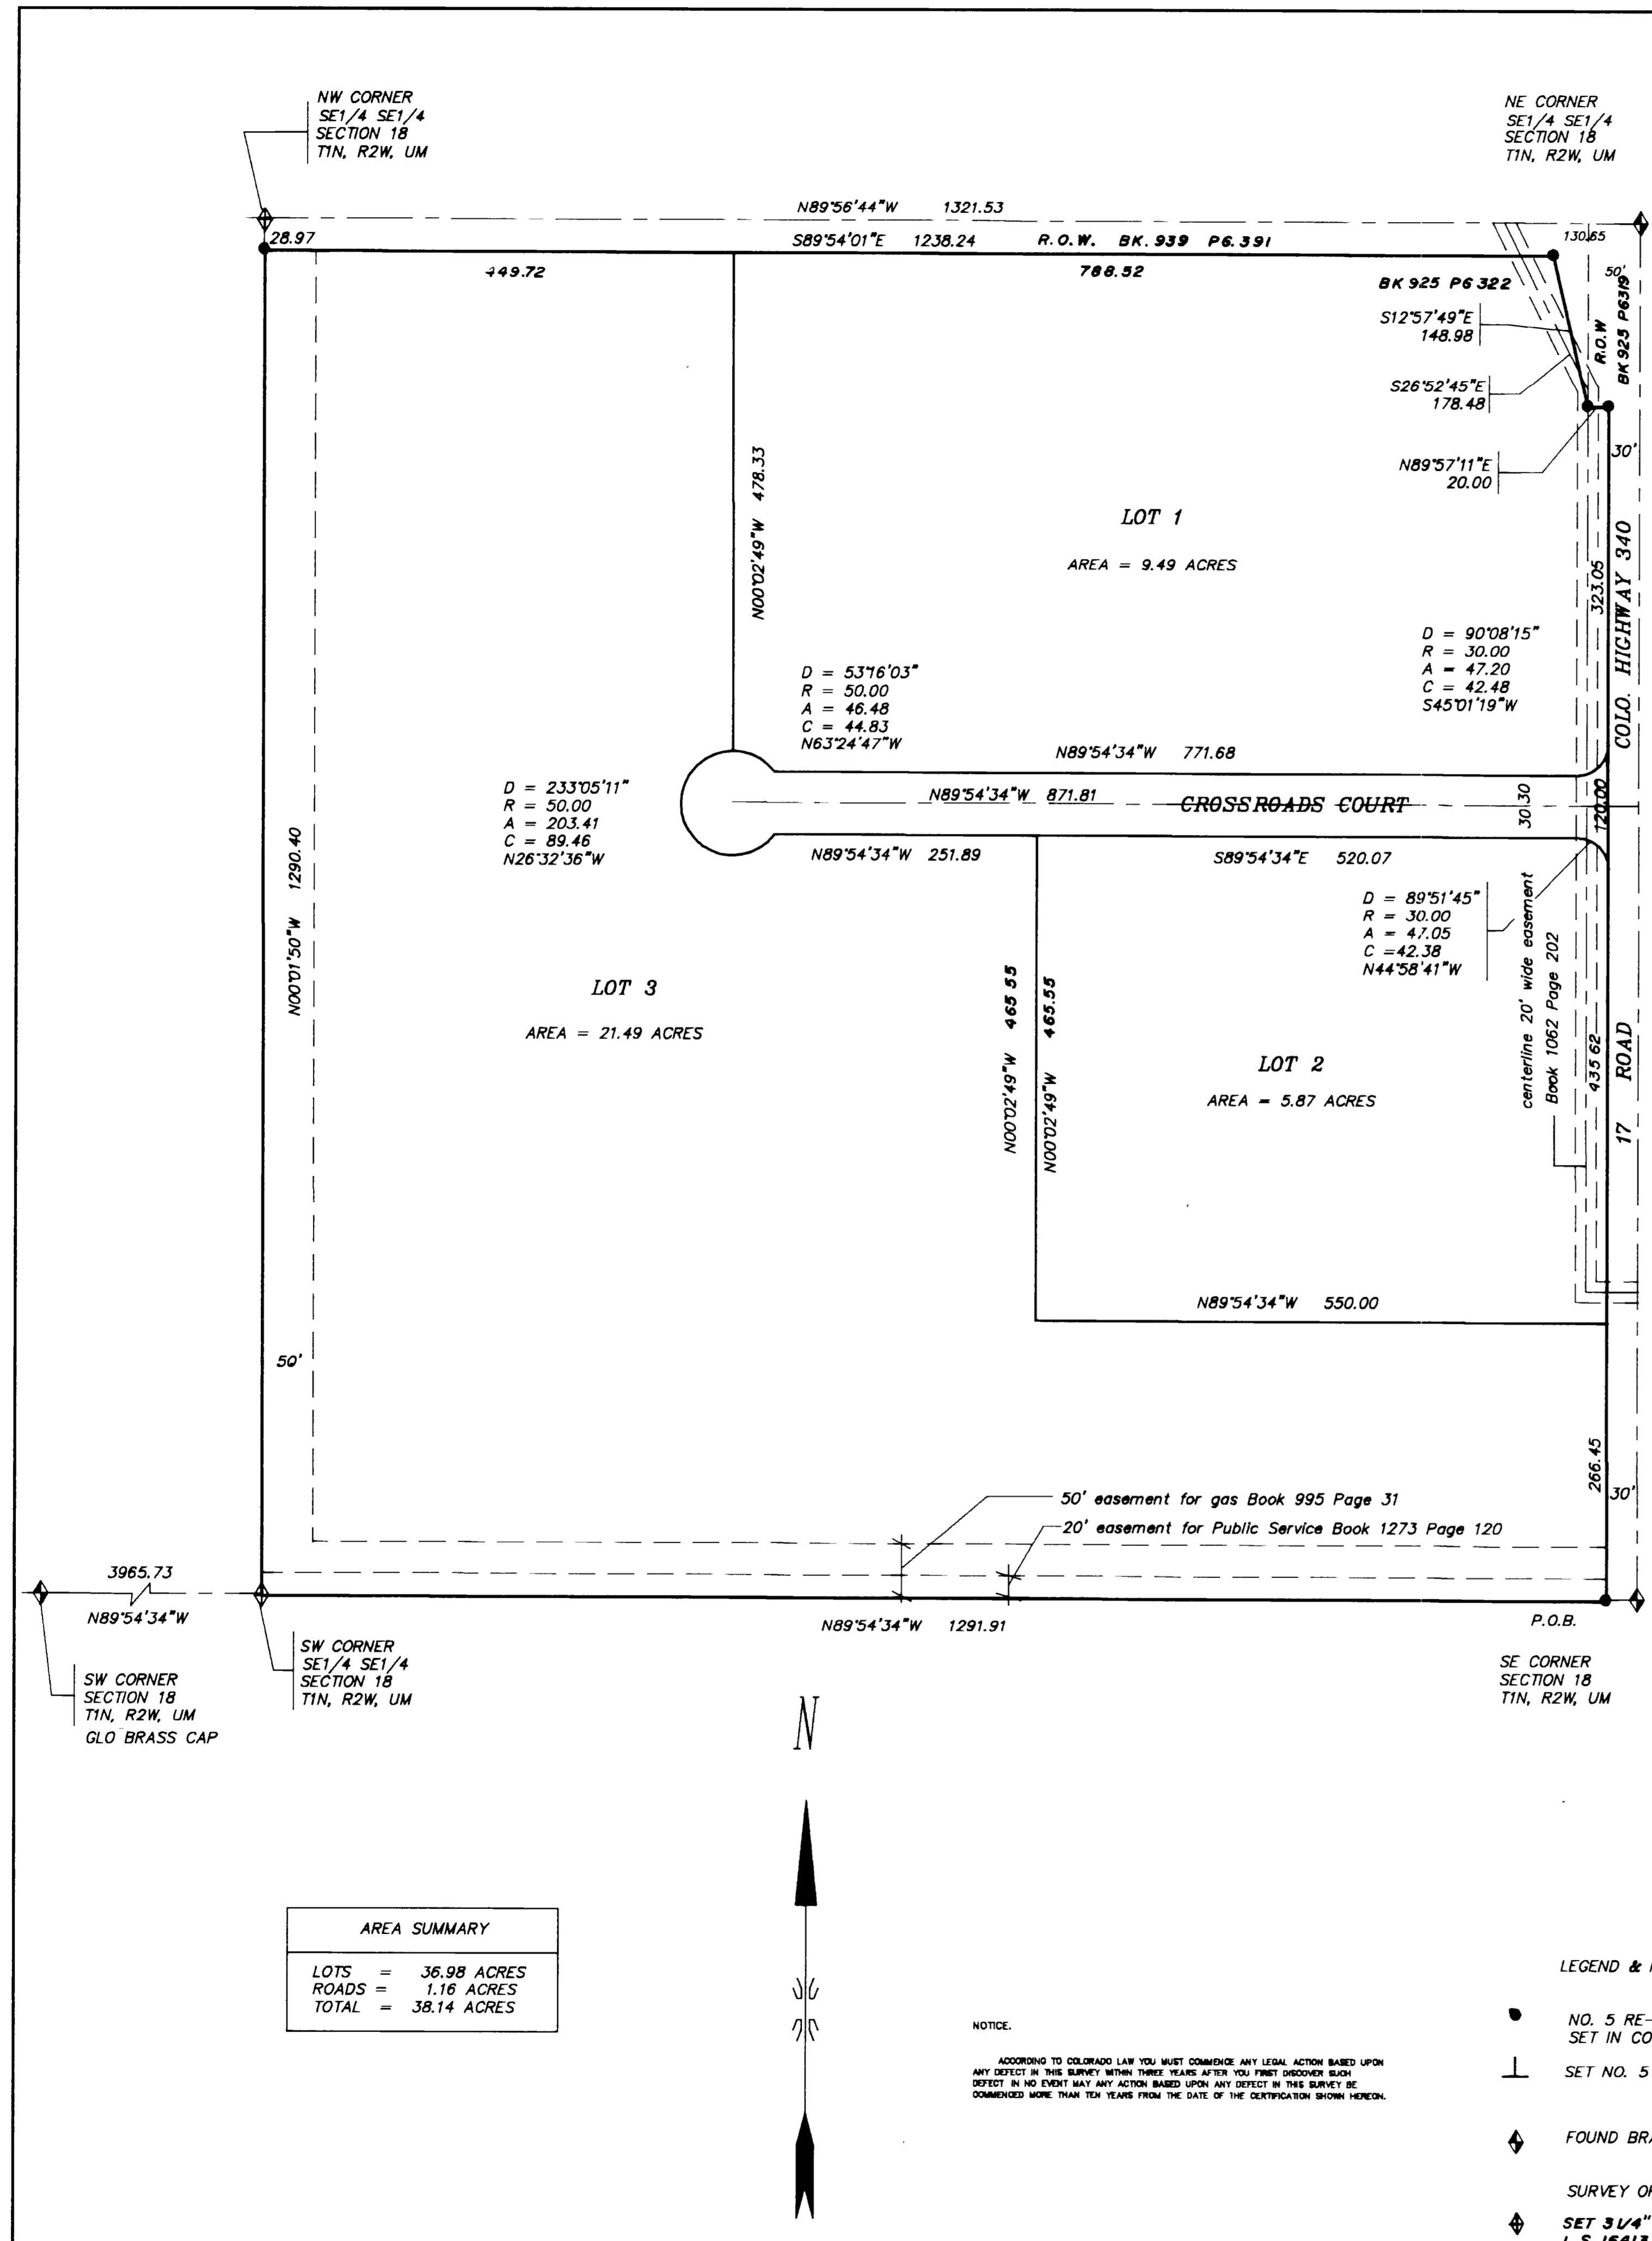 NW CORNER
SE1/4 SE1/4
SECTION 18
T1N, R2W, UM
NE CORNER
SE1/4 SE1/4
SECTION 18
T1N, R2W, UM
N89°56'44"W 1321.53
28.97
S89°54'01"E 1238.24 R.O.W. BK. 939 P6. 391
130.65
449.72
788.52
50'
BK 925 P6 322
R.O.W
BK 925 P6319
S12°57'49"E
148.98
S26°52'45"E
178.48
N89°57'11"E
20.00
30'
N00°02'49"W 478.33
LOT 1
AREA = 9.49 ACRES
323.05
COLO. HIGHWAY 340
D = 53°16'03"
R = 50.00
A = 46.48
C = 44.83
N63°24'47"W
D = 90°08'15"
R = 30.00
A = 47.20
C = 42.48
S45°01'19"W
N89°54'34"W 771.68
D = 233°05'11"
R = 50.00
A = 203.41
C = 89.46
N26°32'36"W
N89°54'34"W 871.81
CROSSROADS COURT
30 30
120.00
N00°01'50"W 1290.40
N89°54'34"W 251.89
S89°54'34"E 520.07
D = 89°51'45"
R = 30.00
A = 47.05
C =42.38
N44°58'41"W
centerline 20' wide easement
Book 1062 Page 202
LOT 3
AREA = 21.49 ACRES
N00°02'49"W 465 55
N00°02'49"W 465.55
LOT 2
AREA = 5.87 ACRES
435 62
17 ROAD
N89°54'34"W 550.00
50'
266.45
30'
50' easement for gas Book 995 Page 31
20' easement for Public Service Book 1273 Page 120
3965.73
N89°54'34"W
N89°54'34"W 1291.91
P.O.B.
SW CORNER
SE1/4 SE1/4
SECTION 18
T1N, R2W, UM
SE CORNER
SECTION 18
T1N, R2W, UM
SW CORNER
SECTION 18
T1N, R2W, UM
GLO BRASS CAP
N
AREA SUMMARY
LOTS = 36.98 ACRES
ROADS = 1.16 ACRES
TOTAL = 38.14 ACRES
NOTICE.
ACCORDING TO COLORADO LAW YOU MUST COMMENCE ANY LEGAL ACTION BASED UPON
ANY DEFECT IN THIS SURVEY WITHIN THREE YEARS AFTER YOU FIRST DISCOVER SUCH
DEFECT IN NO EVENT MAY ANY ACTION BASED UPON ANY DEFECT IN THIS SURVEY BE
COMMENCED MORE THAN TEN YEARS FROM THE DATE OF THE CERTIFICATION SHOWN HEREON.
LEGEND &
NO. 5 RE-
SET IN CO
SET NO. 5
FOUND BRA
SURVEY OF
SET 3 1/4"
L.S. 16413